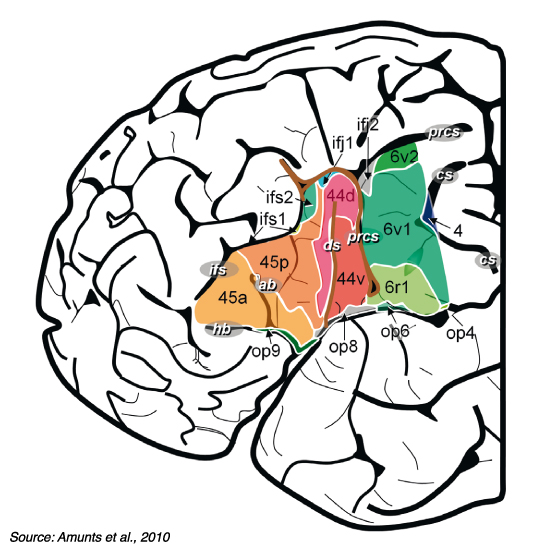 ifj2
prcs
ifj1
6v2
cs
ifs2
44d
ifs1
6v1
4
prcs
ds
cs
45p
ifs
44v
ab
6r1
45a
hb
op6
op4
op8
op9
Source: Amunts et al., 2010